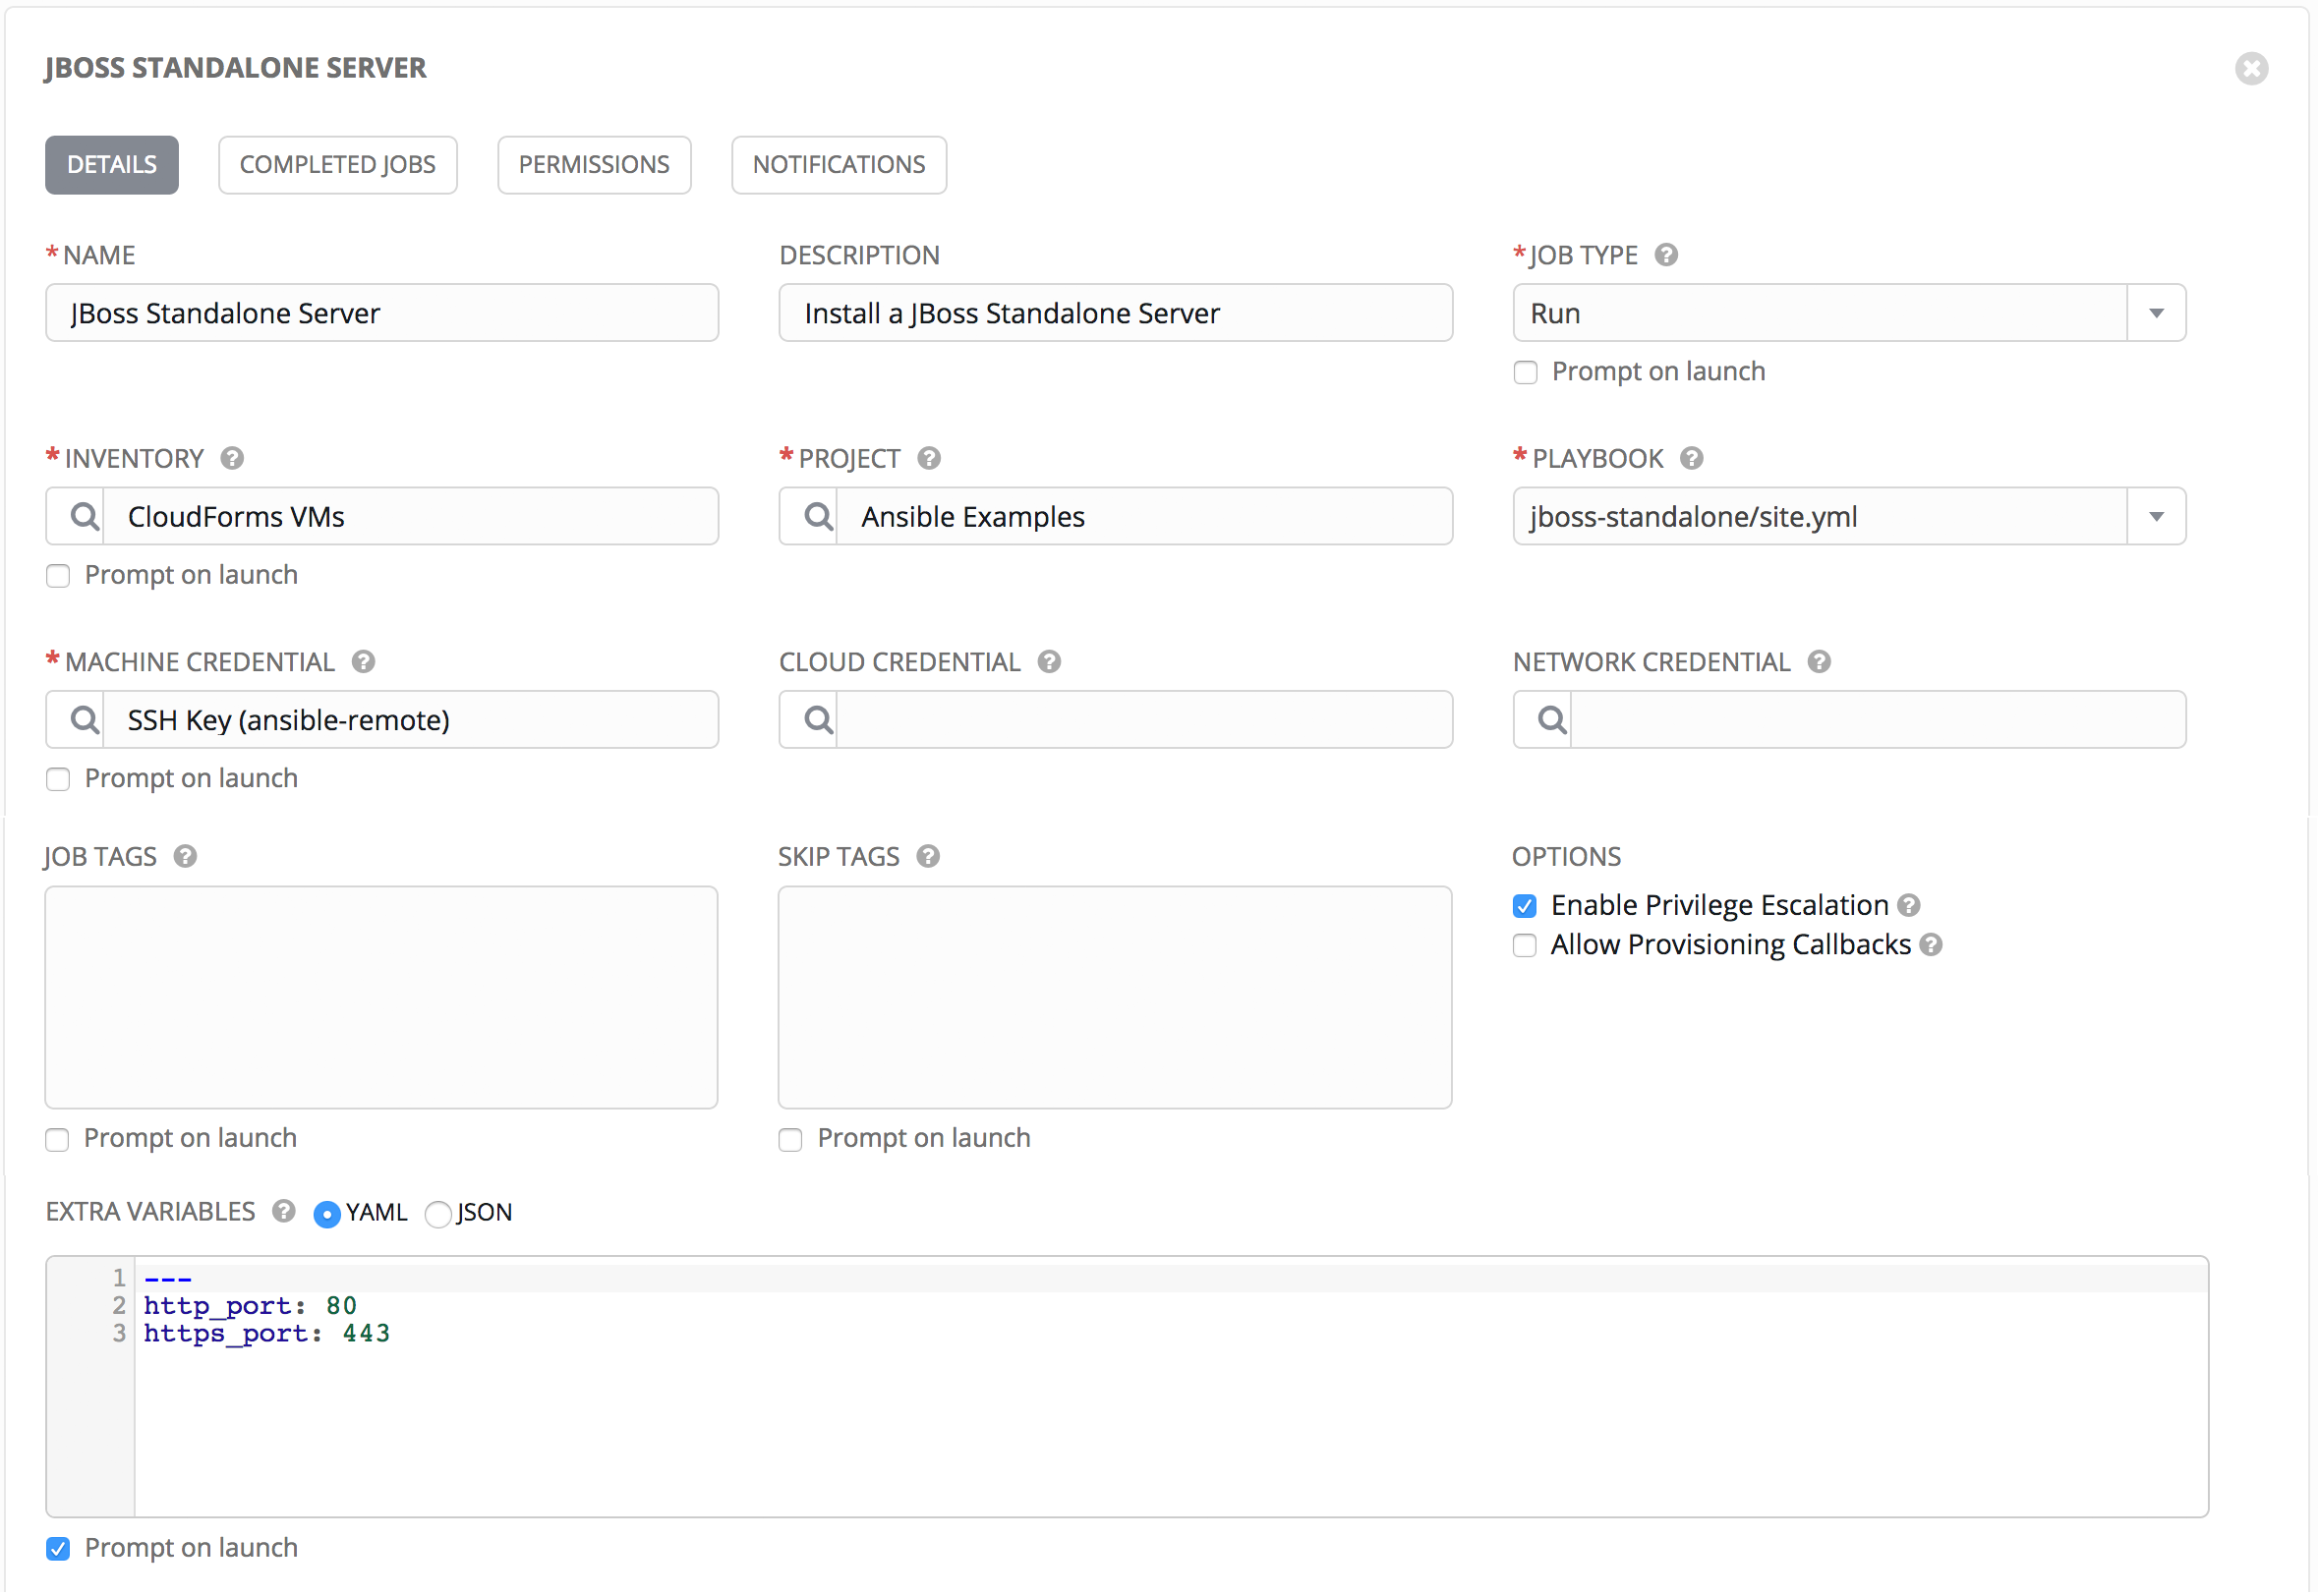 JBOSS STANDALONE SERVER
DETAILS COMPLETED JOBS PERMISSIONS NOTIFICATIONS
* NAME DESCRIPTION * JOB TYPE ?
JBoss Standalone Server Install a JBoss Standalone Server Run
Prompt on launch
* INVENTORY ? * PROJECT ? * PLAYBOOK ?
CloudForms VMs Ansible Examples jboss-standalone/site.yml
Prompt on launch
* MACHINE CREDENTIAL ? CLOUD CREDENTIAL ? NETWORK CREDENTIAL ?
SSH Key (ansible-remote)
Prompt on launch
JOB TAGS ? SKIP TAGS ? OPTIONS
Enable Privilege Escalation ?
Allow Provisioning Callbacks ?
Prompt on launch Prompt on launch
EXTRA VARIABLES ? YAML JSON
1 ---
2 http_port: 80
3 https_port: 443
Prompt on launch